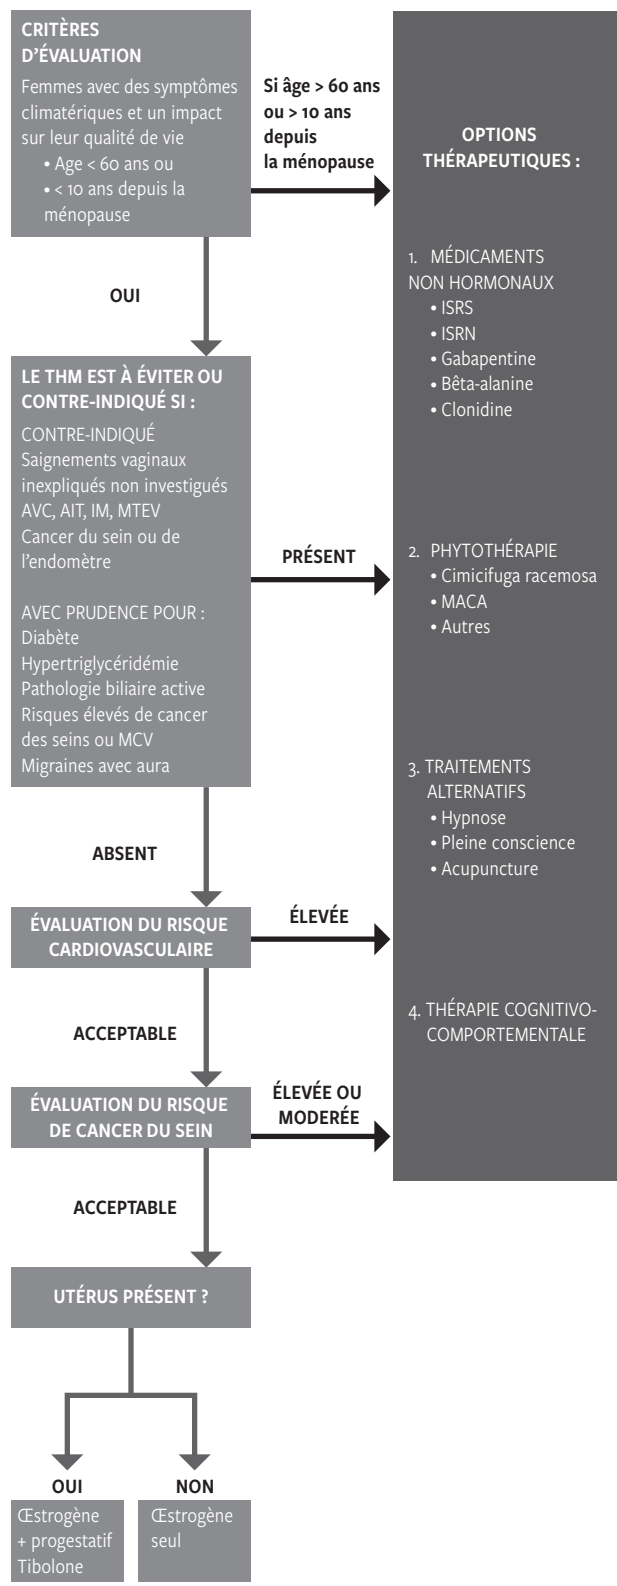 CRITÈRES
D'ÉVALUATION
Femmes avec des symptômes
climatériques et un impact
sur leur qualité de vie
• Age < 60 ans ou
• < 10 ans depuis la
ménopause
Si âge > 60 ans
ou > 10 ans
depuis
la ménopause
OUI
LE THM EST À ÉVITER OU
CONTRE-INDIQUÉ SI :
CONTRE-INDIQUÉ
Saignements vaginaux
inexpliqués non investigués
AVC, AIT, IM, MTEV
Cancer du sein ou de
l'endomètre
AVEC PRUDENCE POUR :
Diabète
Hypertriglycéridémie
Pathologie biliaire active
Risques élevés de cancer
des seins ou MCV
Migraines avec aura
PRÉSENT
ABSENT
ÉVALUATION DU RISQUE
CARDIOVASCULAIRE
ÉLEVÉE
ACCEPTABLE
ÉVALUATION DU RISQUE
DE CANCER DU SEIN
ÉLEVÉE OU
MODERÉE
ACCEPTABLE
UTÉRUS PRÉSENT ?
OUI
Œstrogène
+ progestatif
Tibolone
NON
Œstrogène
seul
OPTIONS
THÉRAPEUTIQUES :
1. MÉDICAMENTS
NON HORMONAUX
• ISRS
• ISRN
• Gabapentine
• Bêta-alanine
• Clonidine
2. PHYTOTHÉRAPIE
• Cimicifuga racemosa
• MACA
• Autres
3. TRAITEMENTS
ALTERNATIFS
• Hypnose
• Pleine conscience
• Acupuncture
4. THÉRAPIE COGNITIVO-
COMPORTEMENTALE